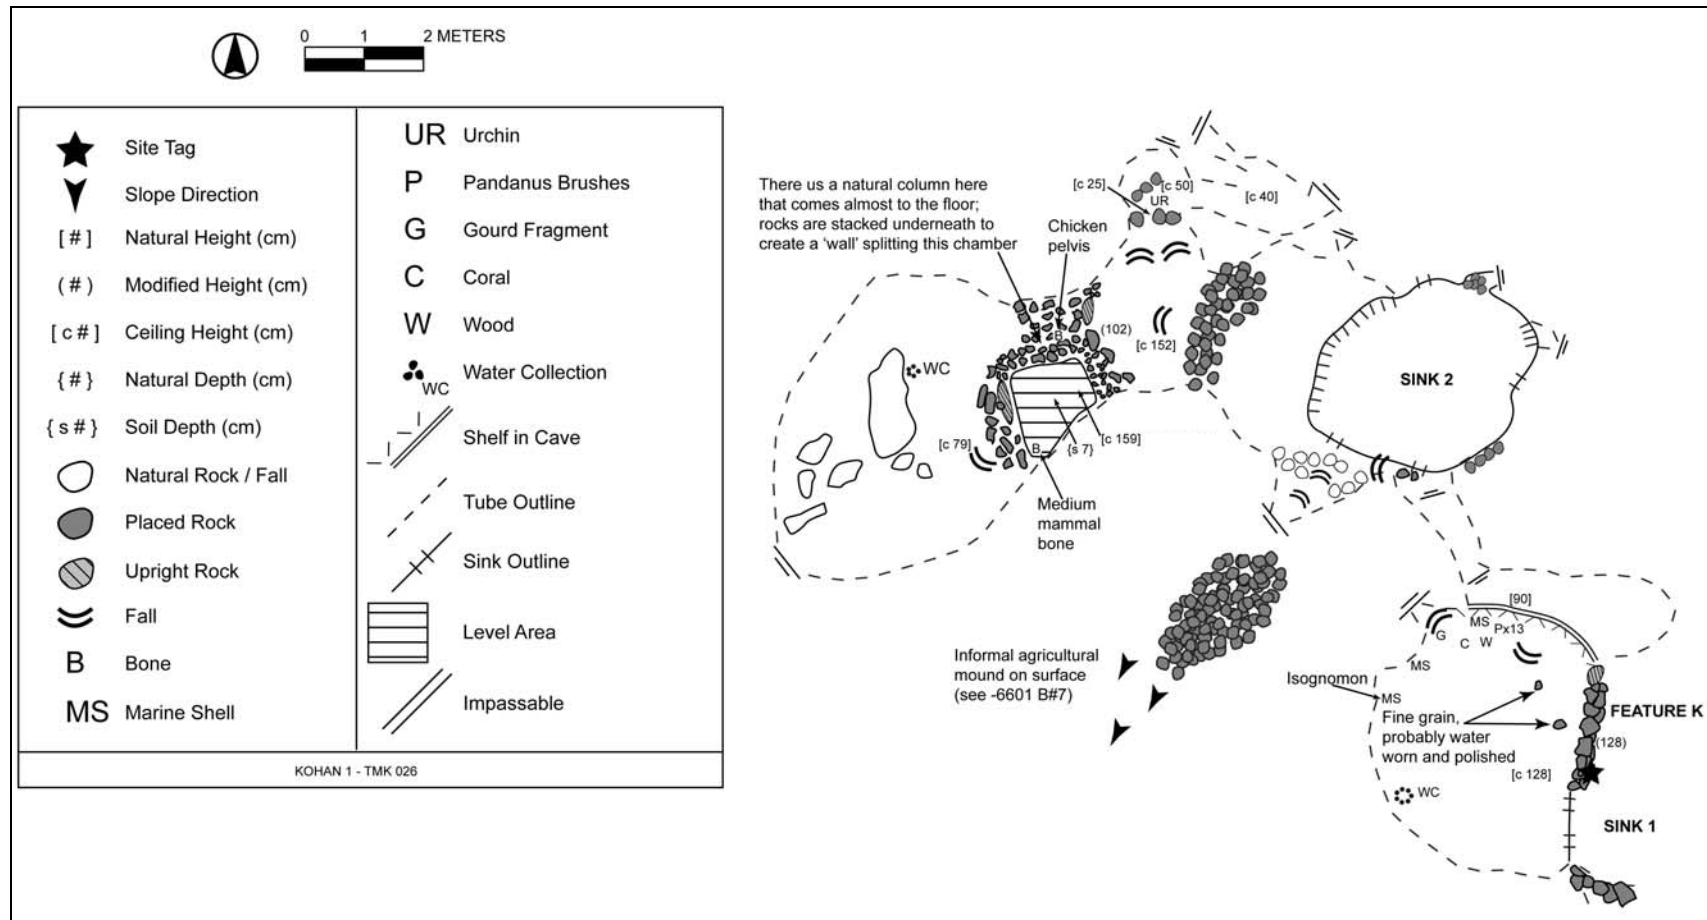 0 1 2 METERS
Site Tag
Slope Direction
[ # ] Natural Height (cm)
( # ) Modified Height (cm)
[ c # ] Ceiling Height (cm)
{ # } Natural Depth (cm)
{ s # } Soil Depth (cm)
Natural Rock / Fall
Placed Rock
Upright Rock
Fall
B Bone
MS Marine Shell
UR Urchin
P Pandanus Brushes
G Gourd Fragment
C Coral
W Wood
WC Water Collection
Shelf in Cave
Tube Outline
Sink Outline
Level Area
Impassable
KOHAN 1 - TMK 026
There us a natural column here
that comes almost to the floor;
rocks are stacked underneath to
create a 'wall' splitting this chamber
Chicken
pelvis
[c 25]
[c 50]
UR
[c 40]
B
(102)
[c 152]
WC
[c 79]
B
{s 7}
[c 159]
Medium
mammal
bone
SINK 2
Informal agricultural
mound on surface
(see -6601 B#7)
[90]
MS
Px13
G
C
W
MS
Isognomon
MS
Fine grain,
probably water
worn and polished
FEATURE K
(128)
[c 128]
WC
SINK 1